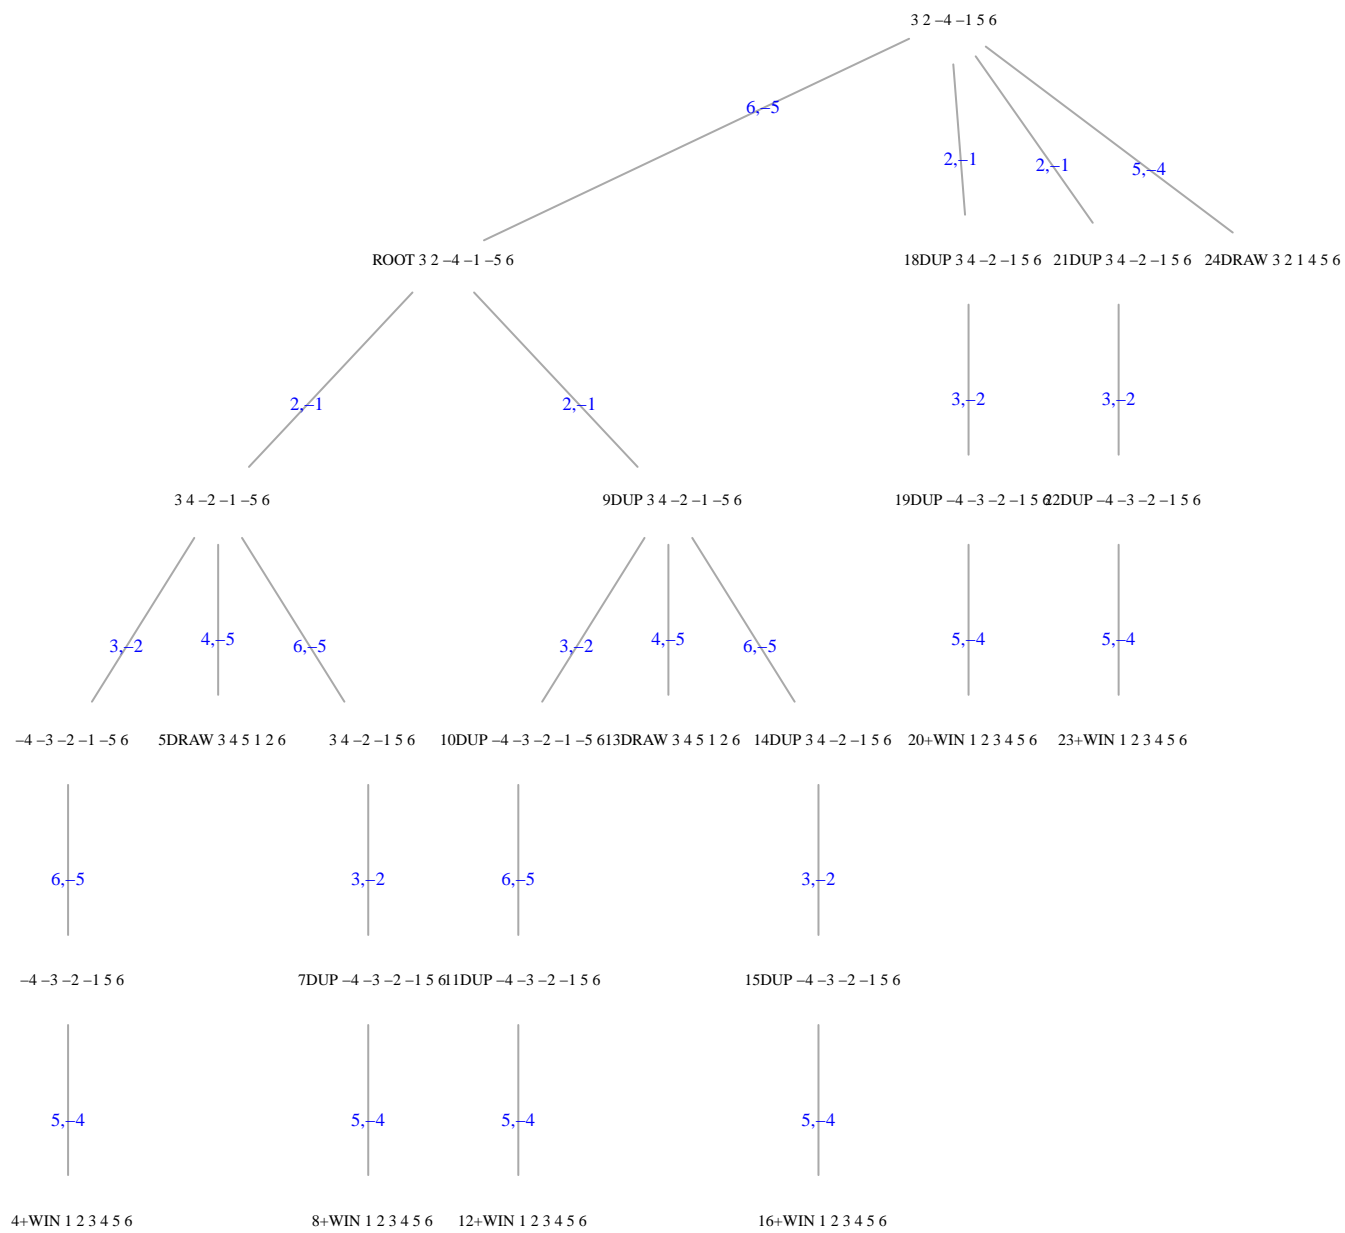 3 2 −4 −1 5 6
6,−5
2,−1
2,−1
5,−4
ROOT 3 2 −4 −1 −5 6
18DUP 3 4 −2 −1 5 6
21DUP 3 4 −2 −1 5 6
24DRAW 3 2 1 4 5 6
2,−1
2,−1
3,−2
3,−2
3 4 −2 −1 −5 6
9DUP 3 4 −2 −1 −5 6
19DUP −4 −3 −2 −1 5 6
22DUP −4 −3 −2 −1 5 6
3,−2
4,−5
6,−5
3,−2
4,−5
6,−5
5,−4
5,−4
−4 −3 −2 −1 −5 6
5DRAW 3 4 5 1 2 6
3 4 −2 −1 5 6
10DUP −4 −3 −2 −1 −5 6
13DRAW 3 4 5 1 2 6
14DUP 3 4 −2 −1 5 6
20+WIN 1 2 3 4 5 6
23+WIN 1 2 3 4 5 6
6,−5
3,−2
6,−5
3,−2
−4 −3 −2 −1 5 6
7DUP −4 −3 −2 −1 5 6
11DUP −4 −3 −2 −1 5 6
15DUP −4 −3 −2 −1 5 6
5,−4
5,−4
5,−4
5,−4
4+WIN 1 2 3 4 5 6
8+WIN 1 2 3 4 5 6
12+WIN 1 2 3 4 5 6
16+WIN 1 2 3 4 5 6